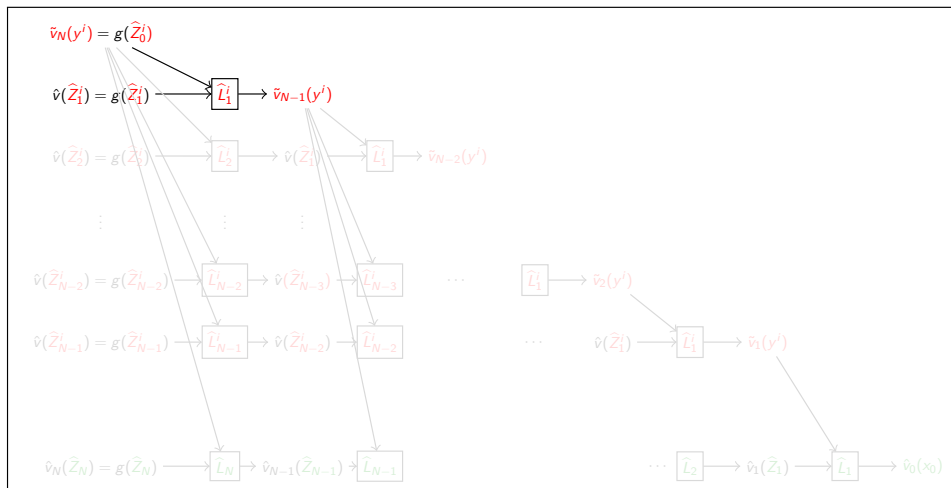 ṽ_N(y^i) = g(Ẑ_0^i)
v̂(Ẑ_1^i) = g(Ẑ_1^i) L̂_1^i ṽ_{N−1}(y^i)
v̂(Ẑ_2^i) = g(Ẑ_2^i) L̂_2^i v̂(Ẑ_1^i) L̂_1^i ṽ_{N−2}(y^i)
⋮ ⋮ ⋮
v̂(Ẑ_{N−2}^i) = g(Ẑ_{N−2}^i) L̂_{N−2}^i v̂(Ẑ_{N−3}^i) L̂_{N−3}^i ⋯ L̂_1^i ṽ_2(y^i)
v̂(Ẑ_{N−1}^i) = g(Ẑ_{N−1}^i) L̂_{N−1}^i v̂(Ẑ_{N−2}^i) L̂_{N−2}^i ⋯ v̂(Ẑ_1^i) L̂_1^i ṽ_1(y^i)
v̂_N(Ẑ_N) = g(Ẑ_N) L̂_N v̂_{N−1}(Ẑ_{N−1}) L̂_{N−1} ⋯ L̂_2 v̂_1(Ẑ_1) L̂_1 v̂_0(x_0)